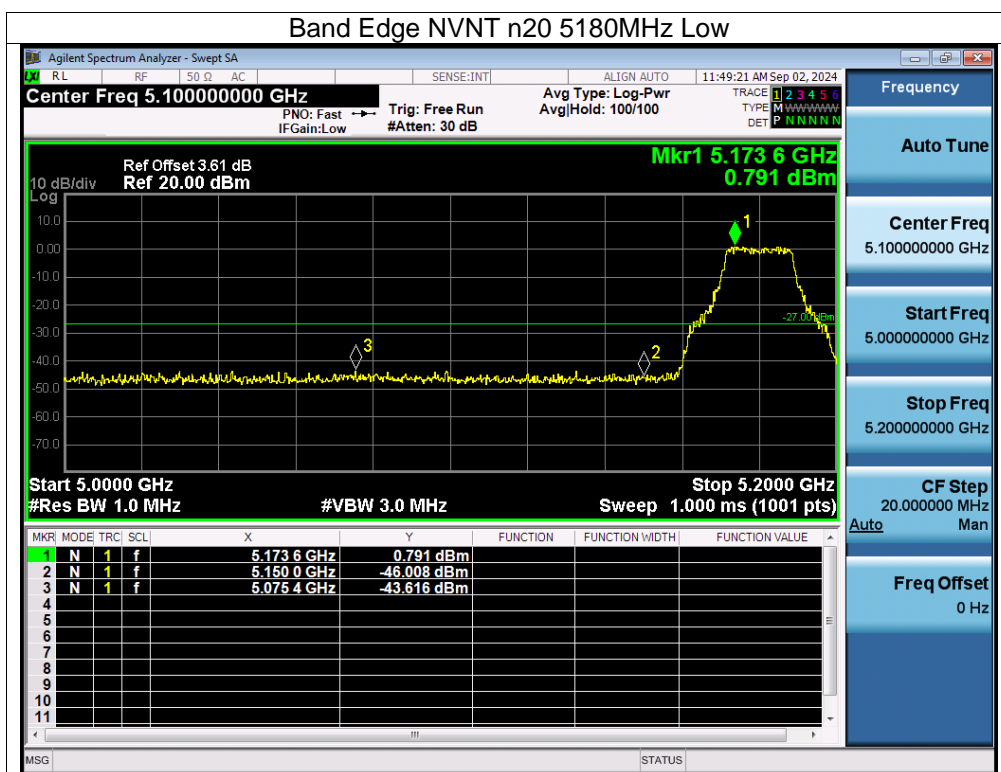 Band Edge NVNT n20 5180MHz Low
Agilent Spectrum Analyzer - Swept SA
LXI RL RF 50 Ω AC SENSE:INT ALIGN AUTO 11:49:21 AM Sep 02, 2024
Center Freq 5.100000000 GHz
PNO: Fast
IFGain:Low
Trig: Free Run
#Atten: 30 dB
Avg Type: Log-Pwr
Avg|Hold: 100/100
TRACE 1 2 3 4 5 6
TYPE M WWWWW
DET P N N N N N
Mkr1 5.173 6 GHz
0.791 dBm
Ref Offset 3.61 dB
10 dB/div Ref 20.00 dBm
Log
10.0
0.00
-10.0
-20.0
-30.0
-40.0
-50.0
-60.0
-70.0
1
-27.00 dBm
3
2
Start 5.0000 GHz Stop 5.2000 GHz
#Res BW 1.0 MHz #VBW 3.0 MHz Sweep 1.000 ms (1001 pts)
MKR MODE TRC SCL X Y FUNCTION FUNCTION WIDTH FUNCTION VALUE
1 N 1 f 5.173 6 GHz 0.791 dBm
2 N 1 f 5.150 0 GHz -46.008 dBm
3 N 1 f 5.075 4 GHz -43.616 dBm
4
5
6
7
8
9
10
11
MSG STATUS
Frequency
Auto Tune
Center Freq
5.100000000 GHz
Start Freq
5.000000000 GHz
Stop Freq
5.200000000 GHz
CF Step
20.000000 MHz
Auto Man
Freq Offset
0 Hz